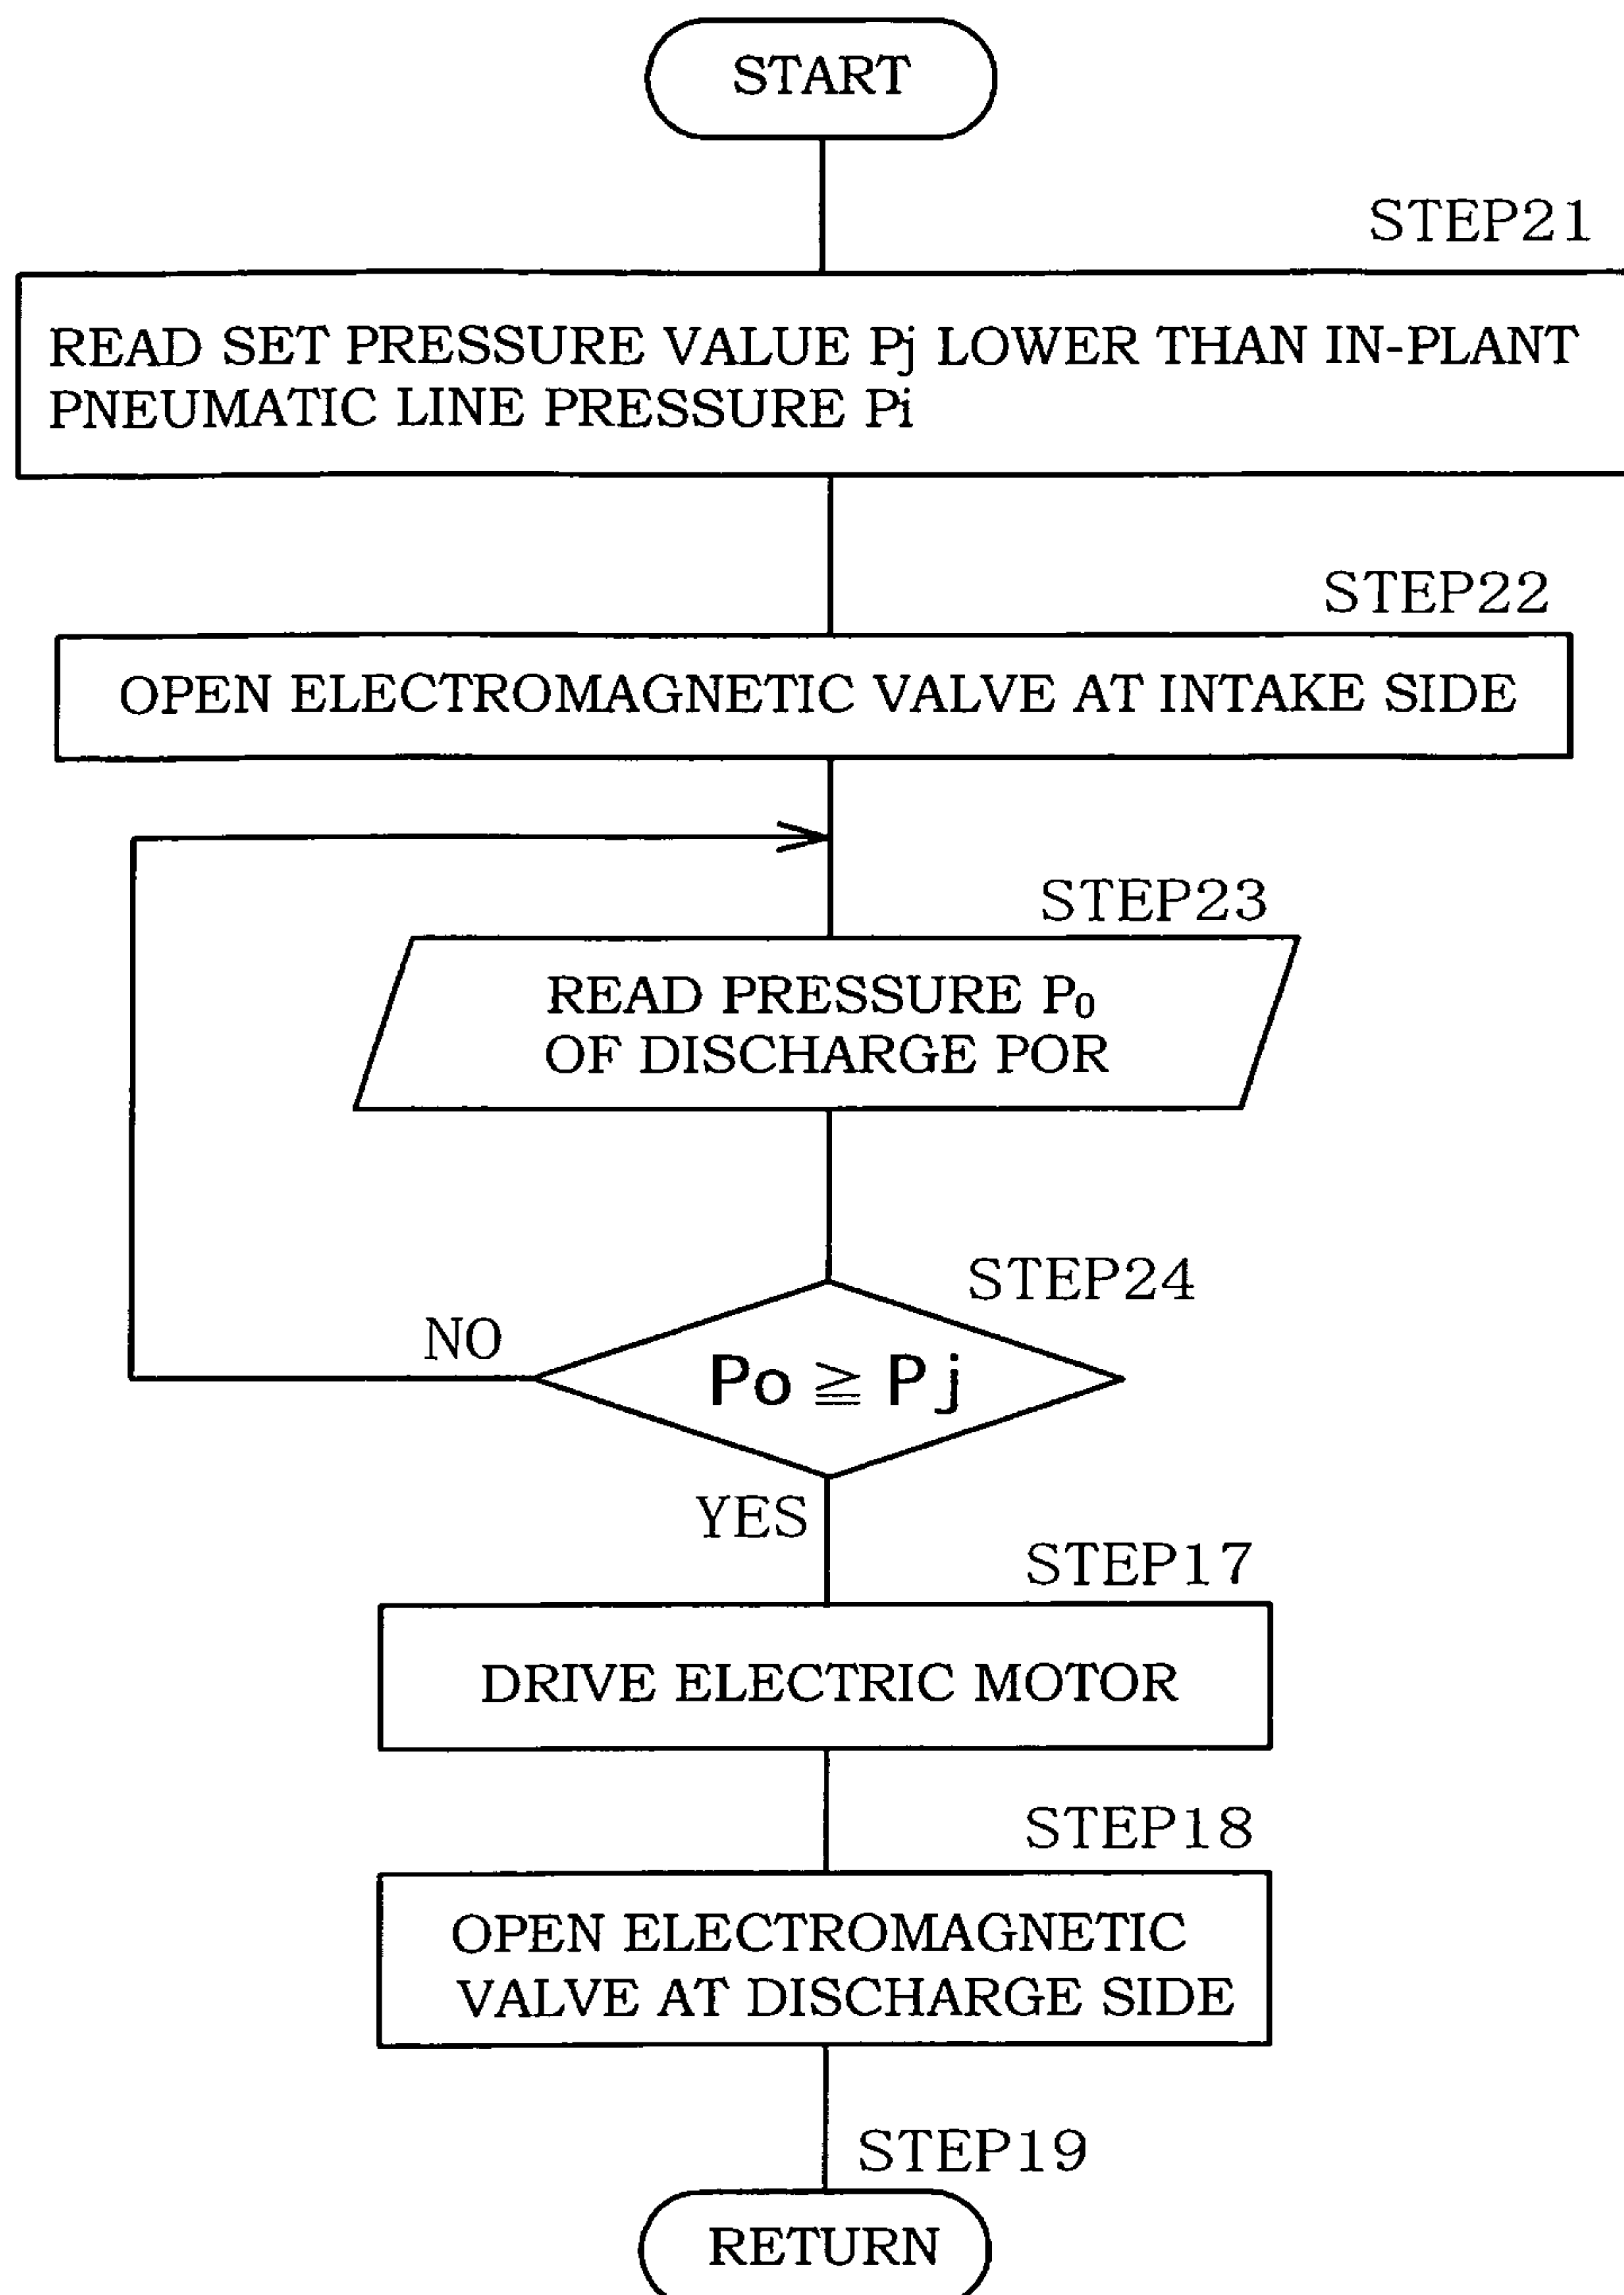 START
STEP21
READ SET PRESSURE VALUE Pj LOWER THAN IN-PLANT
PNEUMATIC LINE PRESSURE Pi
STEP22
OPEN ELECTROMAGNETIC VALVE AT INTAKE SIDE
STEP23
READ PRESSURE P₀
OF DISCHARGE POR
STEP24
NO
Po ≧ Pj
YES
STEP17
DRIVE ELECTRIC MOTOR
STEP18
OPEN ELECTROMAGNETIC
VALVE AT DISCHARGE SIDE
STEP19
RETURN